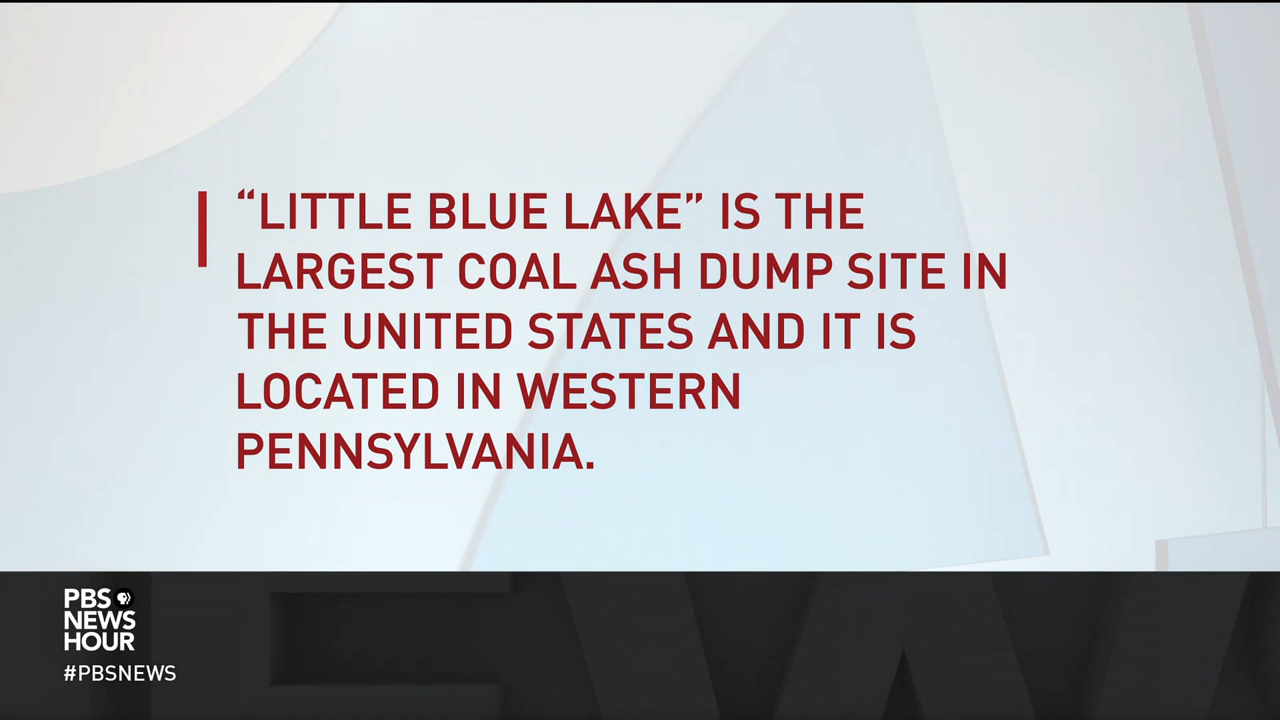 “LITTLE BLUE LAKE” IS THE
LARGEST COAL ASH DUMP SITE IN
THE UNITED STATES AND IT IS
LOCATED IN WESTERN
PENNSYLVANIA.
PBS
NEWS
HOUR
#PBSNEWS